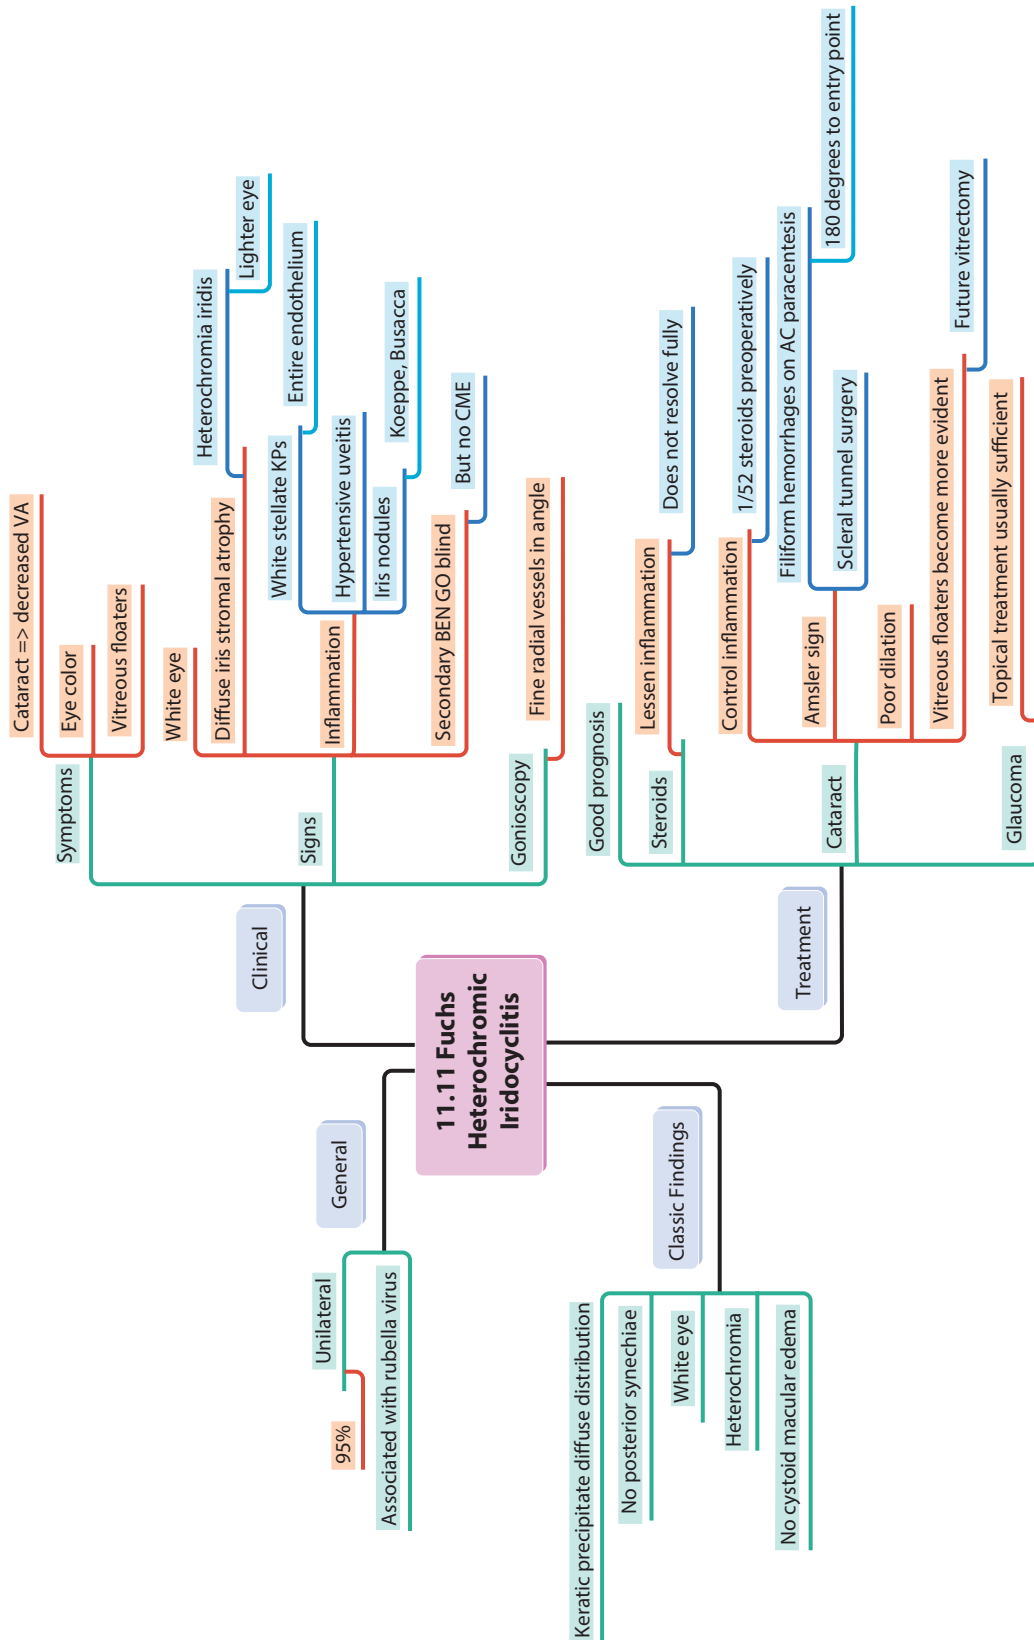 11.11 Fuchs
Heterochromic
Iridocyclitis
General
Unilateral
95%
Associated with rubella virus
Classic Findings
Keratic precipitate diffuse distribution
No posterior synechiae
White eye
Heterochromia
No cystoid macular edema
Clinical
Symptoms
Cataract => decreased VA
Eye color
Vitreous floaters
Signs
White eye
Diffuse iris stromal atrophy
Heterochromia iridis
Lighter eye
Inflammation
White stellate KPs
Entire endothelium
Hypertensive uveitis
Iris nodules
Koeppe, Busacca
Secondary BEN GO blind
But no CME
Gonioscopy
Fine radial vessels in angle
Treatment
Good prognosis
Steroids
Lessen inflammation
Does not resolve fully
Cataract
Control inflammation
1/52 steroids preoperatively
Amsler sign
Filiform hemorrhages on AC paracentesis
180 degrees to entry point
Scleral tunnel surgery
Poor dilation
Vitreous floaters become more evident
Future vitrectomy
Glaucoma
Topical treatment usually sufficient